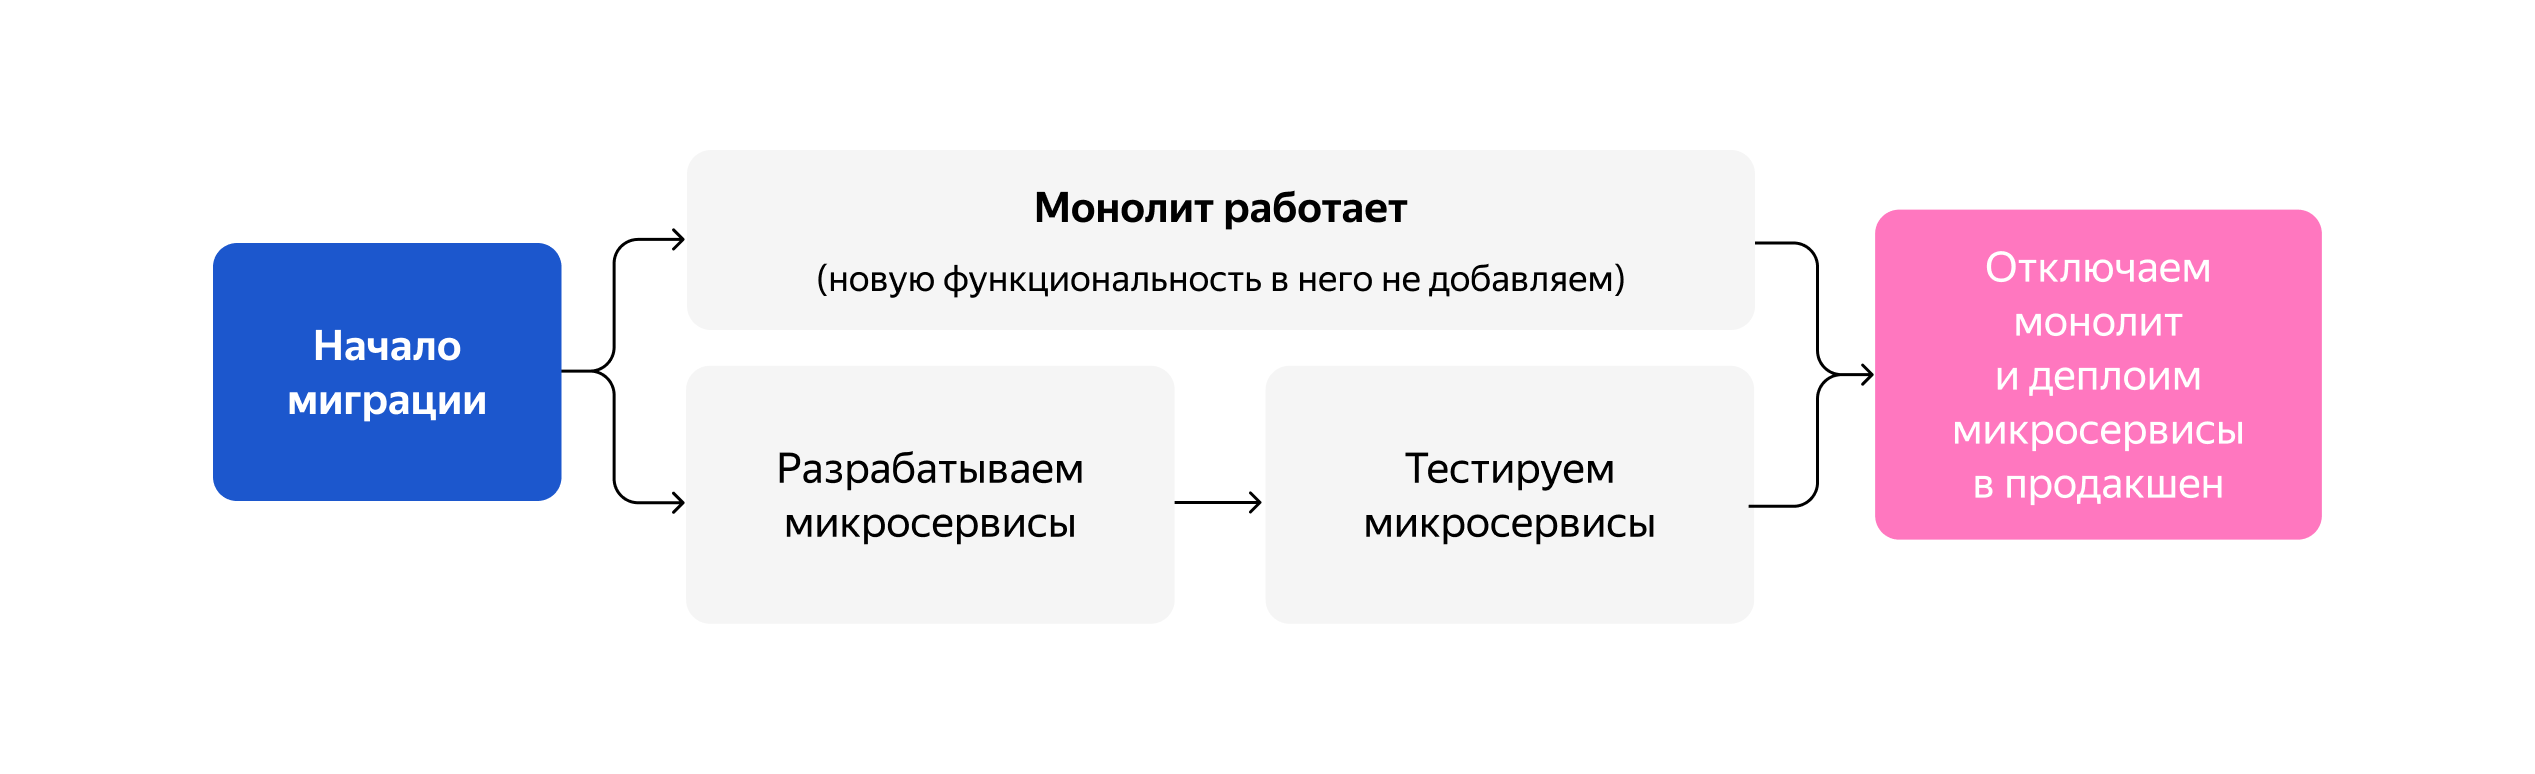 Начало
миграции
Монолит работает
(новую функциональность в него не добавляем)
Разрабатываем
микросервисы
Тестируем
микросервисы
Отключаем
монолит
и деплоим
микросервисы
в продакшен